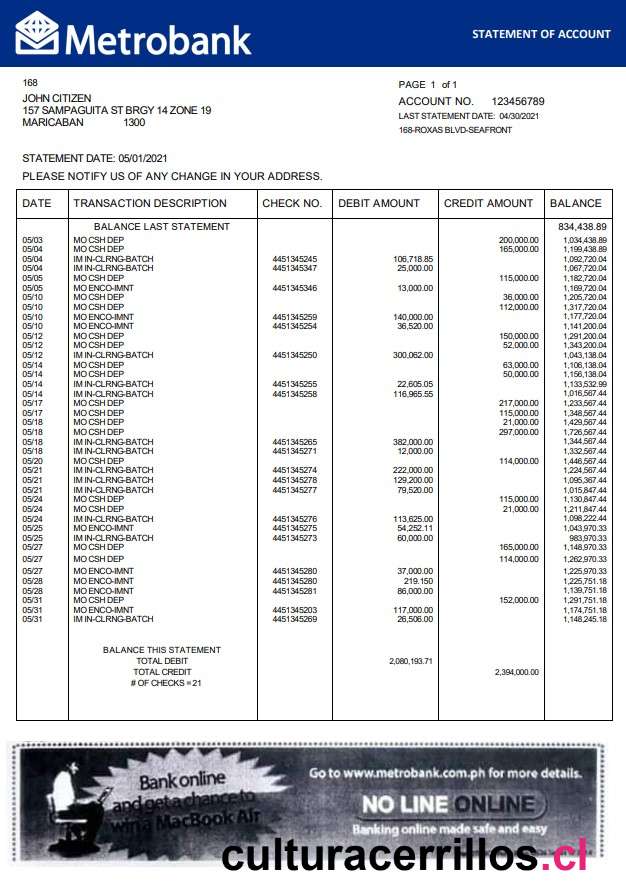 Metrobank
STATEMENT OF ACCOUNT
168
JOHN CITIZEN
157 SAMPAGUITA ST BRGY 14 ZONE 19
MARICABAN 1300
PAGE 1 of 1
ACCOUNT NO. 123456789
LAST STATEMENT DATE: 04/30/2021
168-ROXAS BLVD-SEAFRONT
STATEMENT DATE: 05/01/2021
PLEASE NOTIFY US OF ANY CHANGE IN YOUR ADDRESS.
DATE TRANSACTION DESCRIPTION CHECK NO. DEBIT AMOUNT CREDIT AMOUNT BALANCE
BALANCE LAST STATEMENT 834,438.89
05/03 MO CSH DEP 200,000.00 1,034,438.89
05/04 MO CSH DEP 165,000.00 1,199,438.89
05/04 IM IN-CLRNG-BATCH 4451345245 106,718.85 1,092,720.04
05/04 IM IN-CLRNG-BATCH 4451345347 25,000.00 1,067,720.04
05/05 MO CSH DEP 115,000.00 1,182,720.04
05/05 MO ENCO-IMNT 4451345346 13,000.00 1,169,720.04
05/10 MO CSH DEP 36,000.00 1,205,720.04
05/10 MO CSH DEP 112,000.00 1,317,720.04
05/10 MO ENCO-IMNT 4451345259 140,000.00 1,177,720.04
05/10 MO ENCO-IMNT 4451345254 36,520.00 1,141,200.04
05/12 MO CSH DEP 150,000.00 1,291,200.04
05/12 MO CSH DEP 52,000.00 1,343,200.04
05/12 IM IN-CLRNG-BATCH 4451345250 300,062.00 1,043,138.04
05/14 MO CSH DEP 63,000.00 1,106,138.04
05/14 MO CSH DEP 50,000.00 1,156,138.04
05/14 IM IN-CLRNG-BATCH 4451345255 22,605.05 1,133,532.99
05/14 IM IN-CLRNG-BATCH 4451345258 116,965.55 1,016,567.44
05/17 MO CSH DEP 217,000.00 1,233,567.44
05/17 MO CSH DEP 115,000.00 1,348,567.44
05/18 MO CSH DEP 21,000.00 1,429,567.44
05/18 MO CSH DEP 297,000.00 1,726,567.44
05/18 IM IN-CLRNG-BATCH 4451345265 382,000.00 1,344,567.44
05/18 IM IN-CLRNG-BATCH 4451345271 12,000.00 1,332,567.44
05/20 MO CSH DEP 114,000.00 1,446,567.44
05/21 IM IN-CLRNG-BATCH 4451345274 222,000.00 1,224,567.44
05/21 IM IN-CLRNG-BATCH 4451345278 129,200.00 1,095,367.44
05/21 IM IN-CLRNG-BATCH 4451345277 79,520.00 1,015,847.44
05/24 MO CSH DEP 115,000.00 1,130,847.44
05/24 MO CSH DEP 21,000.00 1,211,847.44
05/24 IM IN-CLRNG-BATCH 4451345276 113,625.00 1,098,222.44
05/25 MO ENCO-IMNT 4451345275 54,252.11 1,043,970.33
05/25 IM IN-CLRNG-BATCH 4451345273 60,000.00 983,970.33
05/27 MO CSH DEP 165,000.00 1,148,970.33
05/27 MO CSH DEP 114,000.00 1,262,970.33
05/27 MO ENCO-IMNT 4451345280 37,000.00 1,225,970.33
05/28 MO ENCO-IMNT 4451345280 219.150 1,225,751.18
05/28 MO ENCO-IMNT 4451345281 86,000.00 1,139,751.18
05/31 MO CSH DEP 152,000.00 1,291,751.18
05/31 MO ENCO-IMNT 4451345203 117,000.00 1,174,751.18
05/31 IM IN-CLRNG-BATCH 4451345269 26,506.00 1,148,245.18
BALANCE THIS STATEMENT
TOTAL DEBIT 2,080,193.71
TOTAL CREDIT 2,394,000.00
# OF CHECKS = 21
Bank online
and get a chance to
win a MacBook Air
Go to www.metrobank.com.ph for more details.
NO LINE ONLINE
Banking online made safe and easy
culturacerrillos.cl